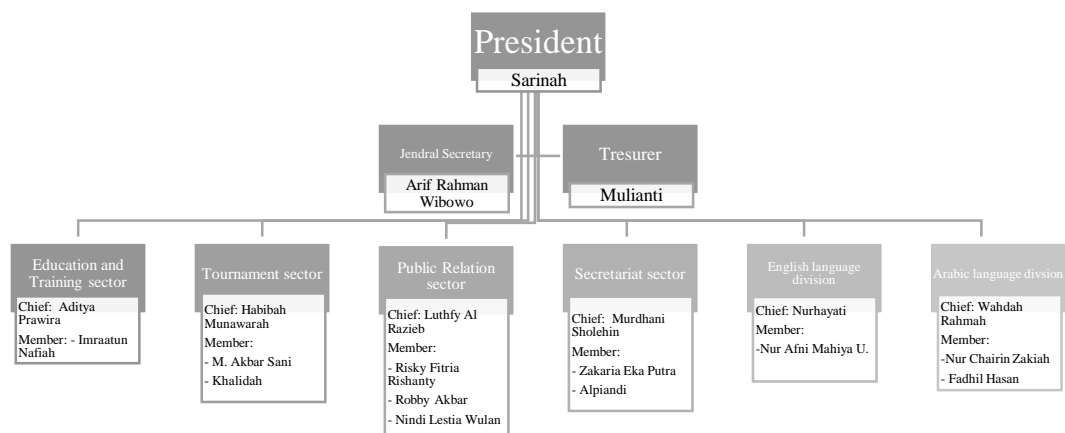 President
Sarinah
Jendral Secretary
Arif Rahman
Wibowo
Tresurer
Mulianti
Education and
Training sector
Chief: Aditya
Prawira
Member: - Imraatun
Nafiah
Tournament sector
Chief: Habibah
Munawarah
Member:
- M. Akbar Sani
- Khalidah
Public Relation
sector
Chief: Luthfy Al
Razieb
Member:
- Risky Fitria
Rishanty
- Robby Akbar
- Nindi Lestia Wulan
Secretariat sector
Chief: Murdhani
Sholehin
Member:
- Zakaria Eka Putra
- Alpiandi
English language
division
Chief: Nurhayati
Member:
-Nur Afni Mahiya U.
Arabic language divsion
Chief: Wahdah
Rahmah
Member:
-Nur Chairin Zakiah
- Fadhil Hasan